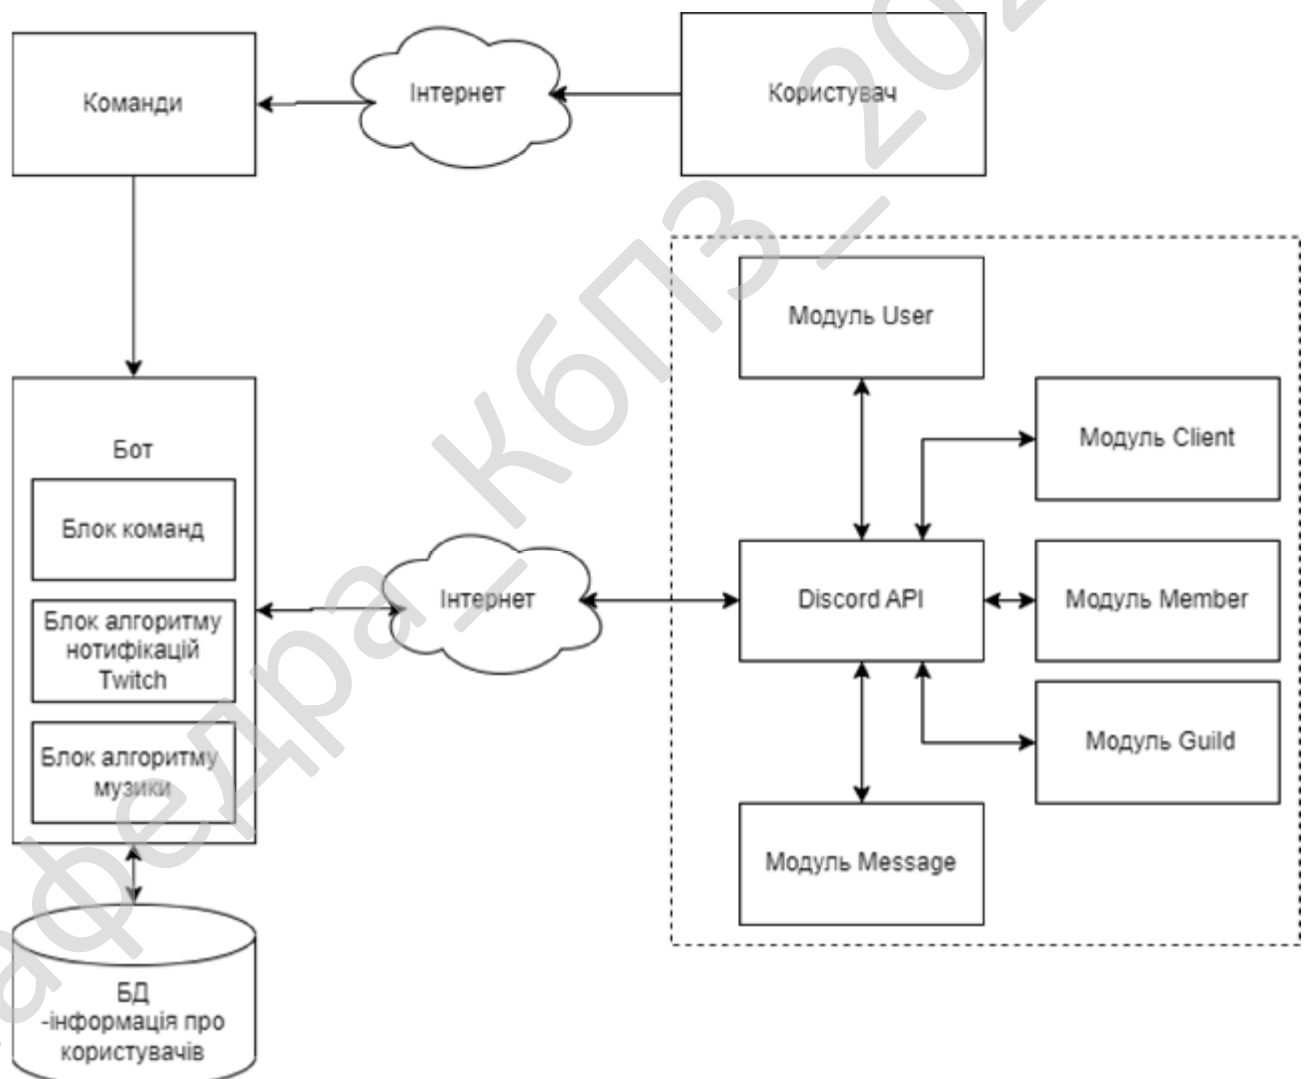 Команди
Інтернет
Користувач
Модуль User
Модуль Client
Бот
Блок команд
Блок алгоритму
нотифікацій
Twitch
Блок алгоритму
музики
Інтернет
Discord API
Модуль Member
Модуль Guild
Модуль Message
БД
-інформація про
користувачів
афедра_КбПЗ_202